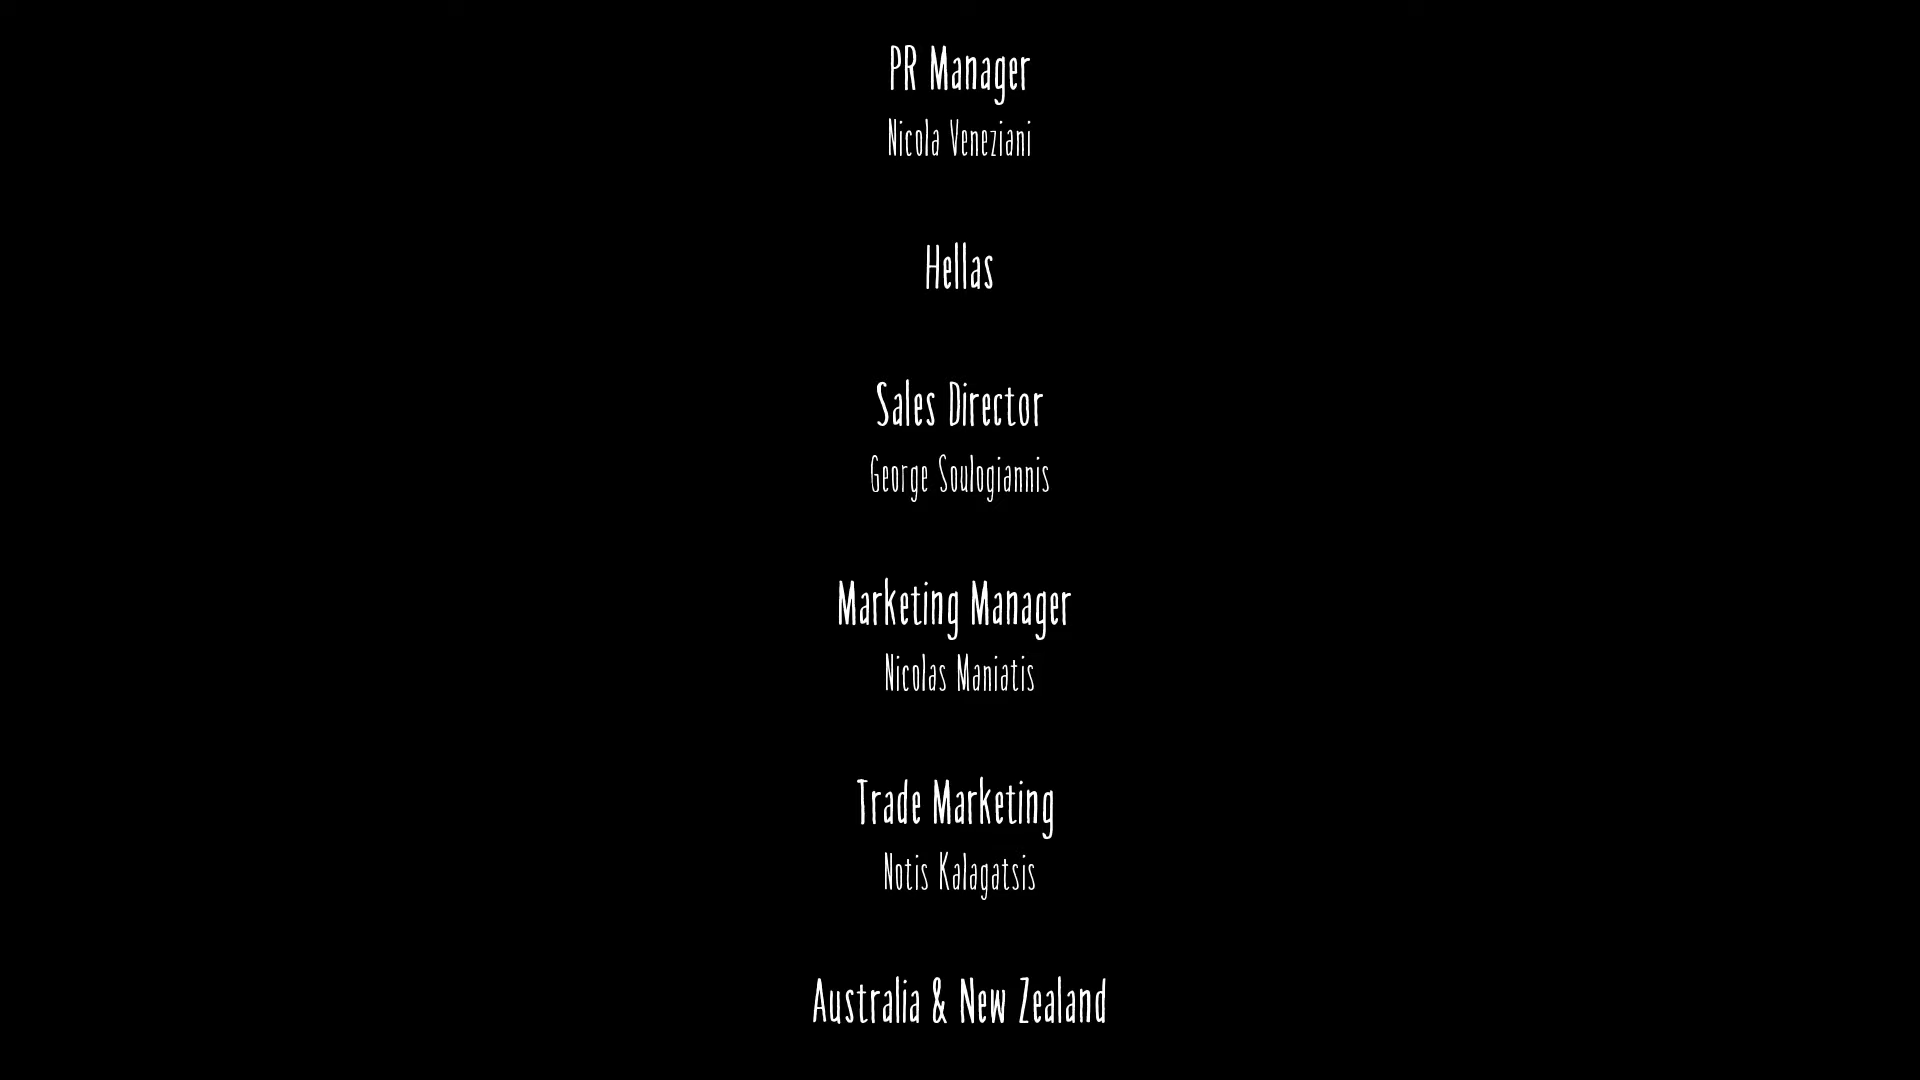 PR Manager
Nicola Veneziani
Hellas
Sales Director
George Soulogiannis
Marketing Manager
Nicolas Maniatis
Trade Marketing
Notis Kalagatsis
Australia & New Zealand